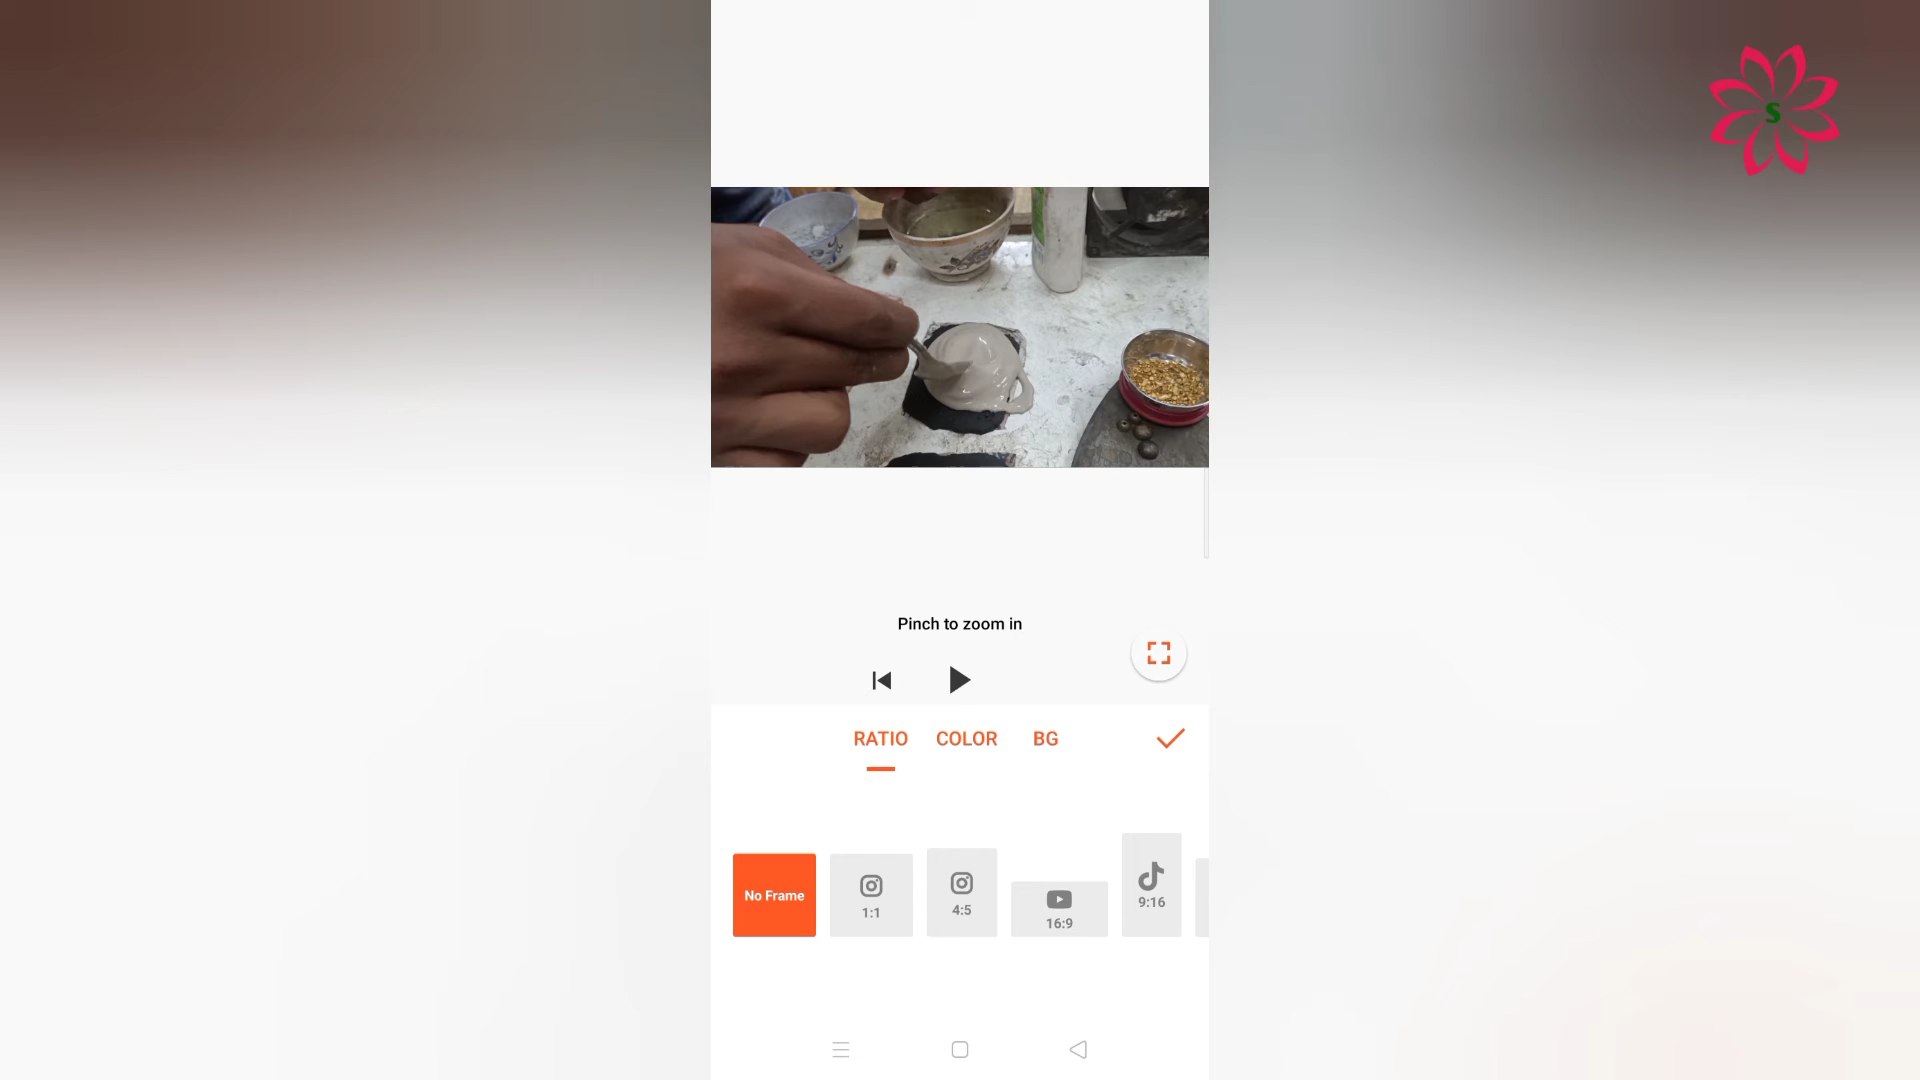 S
Pinch to zoom in
RATIO COLOR BG
No Frame
1:1
4:5
16:9
9:16